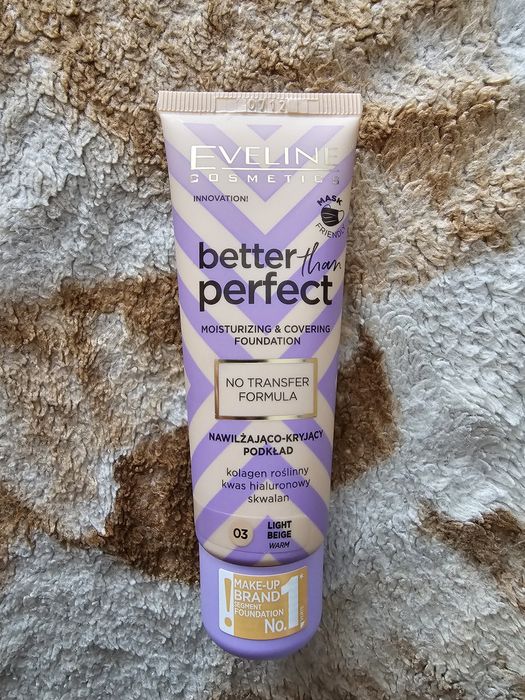 0712
EVELINE
COSMETICS
INNOVATION!
MASK
FRIENDLY
better than
perfect
MOISTURIZING & COVERING
FOUNDATION
NO TRANSFER
FORMULA
NAWILŻAJĄCO-KRYJĄCY
PODKŁAD
kolagen roślinny
kwas hialuronowy
skwalan
03
LIGHT
BEIGE
WARM
MAKE-UP
BRAND
SEGMENT
FOUNDATION
No.1*